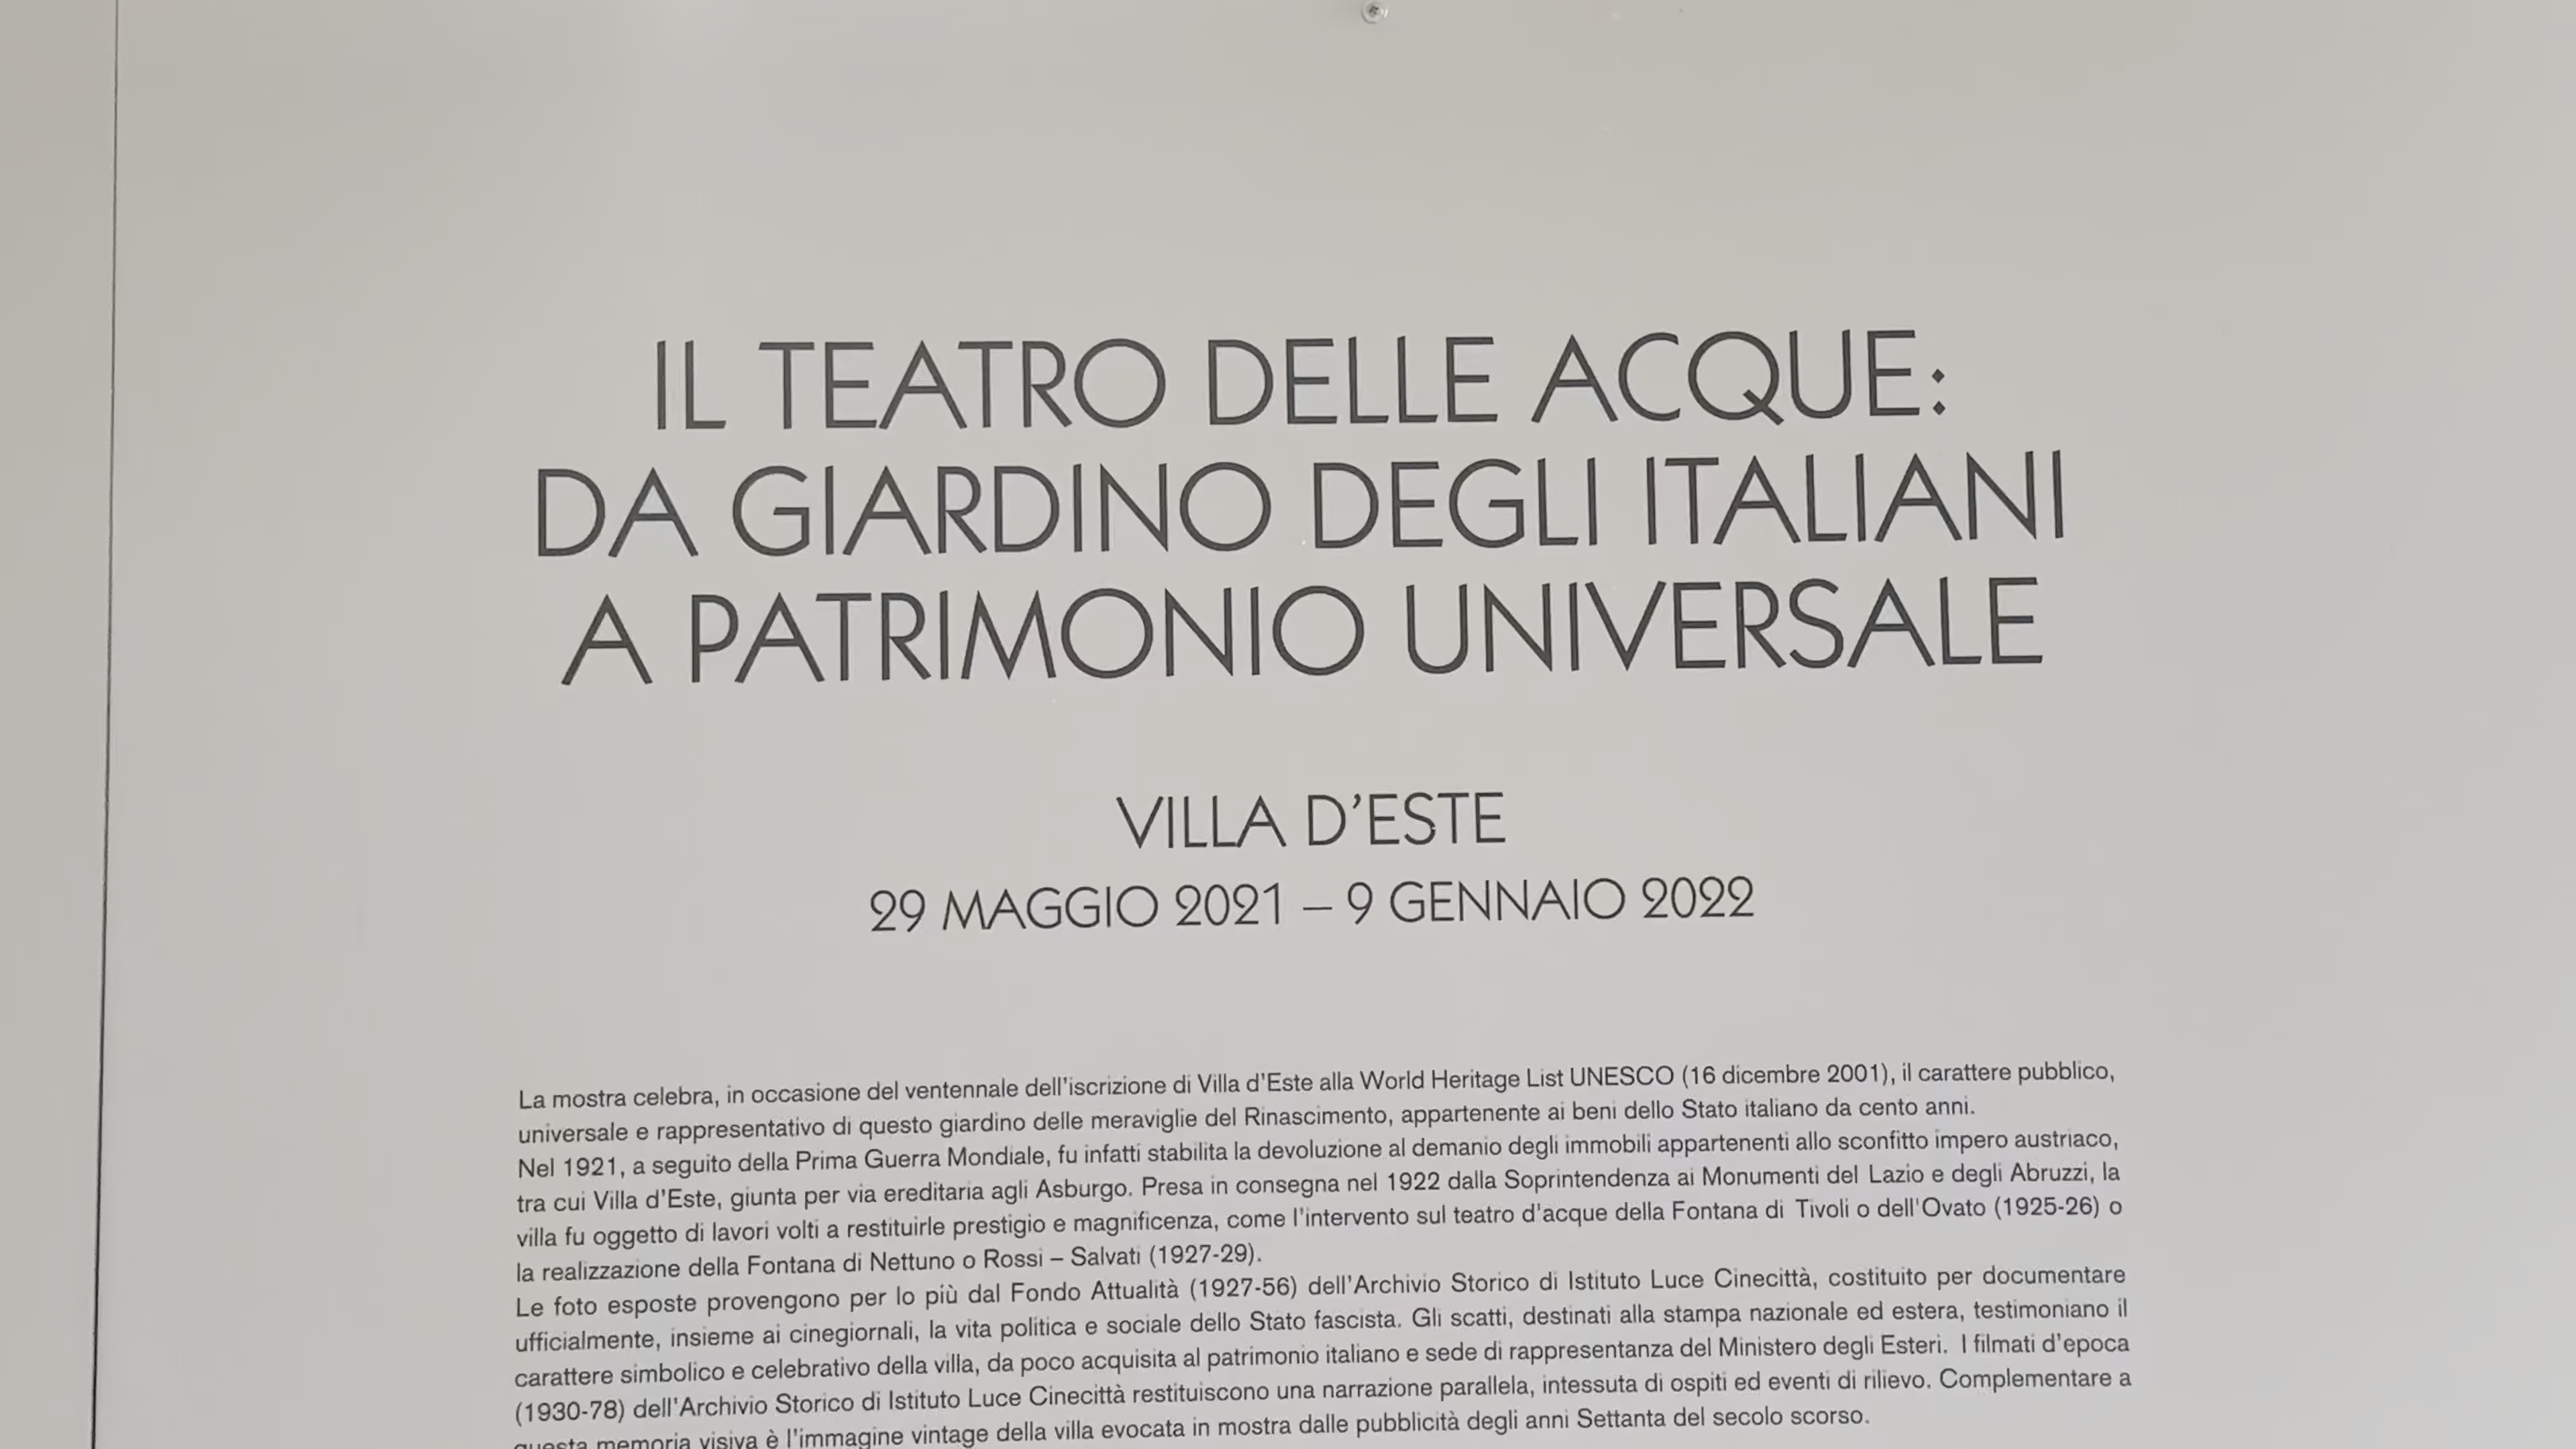 IL TEATRO DELLE ACQUE:
DA GIARDINO DEGLI ITALIANI
A PATRIMONIO UNIVERSALE
VILLA D'ESTE
29 MAGGIO 2021 – 9 GENNAIO 2022
La mostra celebra, in occasione del ventennale dell'iscrizione di Villa d'Este alla World Heritage List UNESCO (16 dicembre 2001), il carattere pubblico,
universale e rappresentativo di questo giardino delle meraviglie del Rinascimento, appartenente ai beni dello Stato italiano da cento anni.
Nel 1921, a seguito della Prima Guerra Mondiale, fu infatti stabilita la devoluzione al demanio degli immobili appartenenti allo sconfitto impero austriaco,
tra cui Villa d'Este, giunta per via ereditaria agli Asburgo. Presa in consegna nel 1922 dalla Soprintendenza ai Monumenti del Lazio e degli Abruzzi, la
villa fu oggetto di lavori volti a restituirle prestigio e magnificenza, come l'intervento sul teatro d'acque della Fontana di Tivoli o dell'Ovato (1925-26) o
la realizzazione della Fontana di Nettuno o Rossi – Salvati (1927-29).
Le foto esposte provengono per lo più dal Fondo Attualità (1927-56) dell'Archivio Storico di Istituto Luce Cinecittà, costituito per documentare
ufficialmente, insieme ai cinegiornali, la vita politica e sociale dello Stato fascista. Gli scatti, destinati alla stampa nazionale ed estera, testimoniano il
carattere simbolico e celebrativo della villa, da poco acquisita al patrimonio italiano e sede di rappresentanza del Ministero degli Esteri. I filmati d'epoca
(1930-78) dell'Archivio Storico di Istituto Luce Cinecittà restituiscono una narrazione parallela, intessuta di ospiti ed eventi di rilievo. Complementare a
questa memoria visiva è l'immagine vintage della villa evocata in mostra dalle pubblicità degli anni Settanta del secolo scorso.